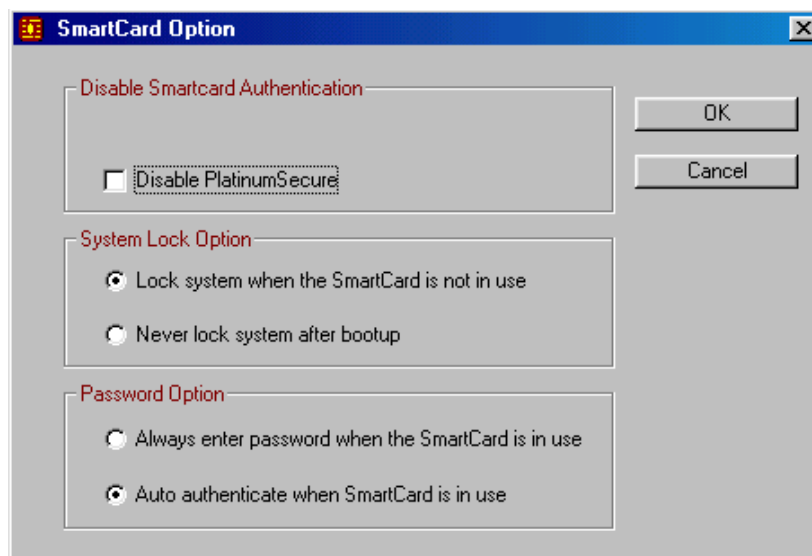 SmartCard Option
Disable Smartcard Authentication
OK
Disable PlatinumSecure
Cancel
System Lock Option
Lock system when the SmartCard is not in use
Never lock system after bootup
Password Option
Always enter password when the SmartCard is in use
Auto authenticate when SmartCard is in use